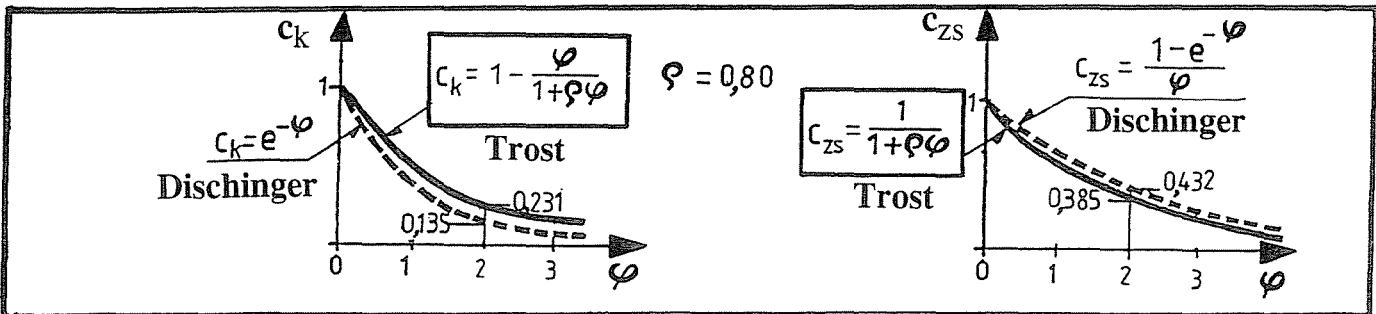 c_k
c_k = 1 - φ/(1+ρφ)
Trost
ρ = 0,80
1
c_k = e^-φ
Dischinger
0,231
0,135
0 1 2 3 φ
c_zs
c_zs = (1-e^-φ)/φ
Dischinger
1
c_zs = 1/(1+ρφ)
Trost
0,432
0,385
0 1 2 3 φ